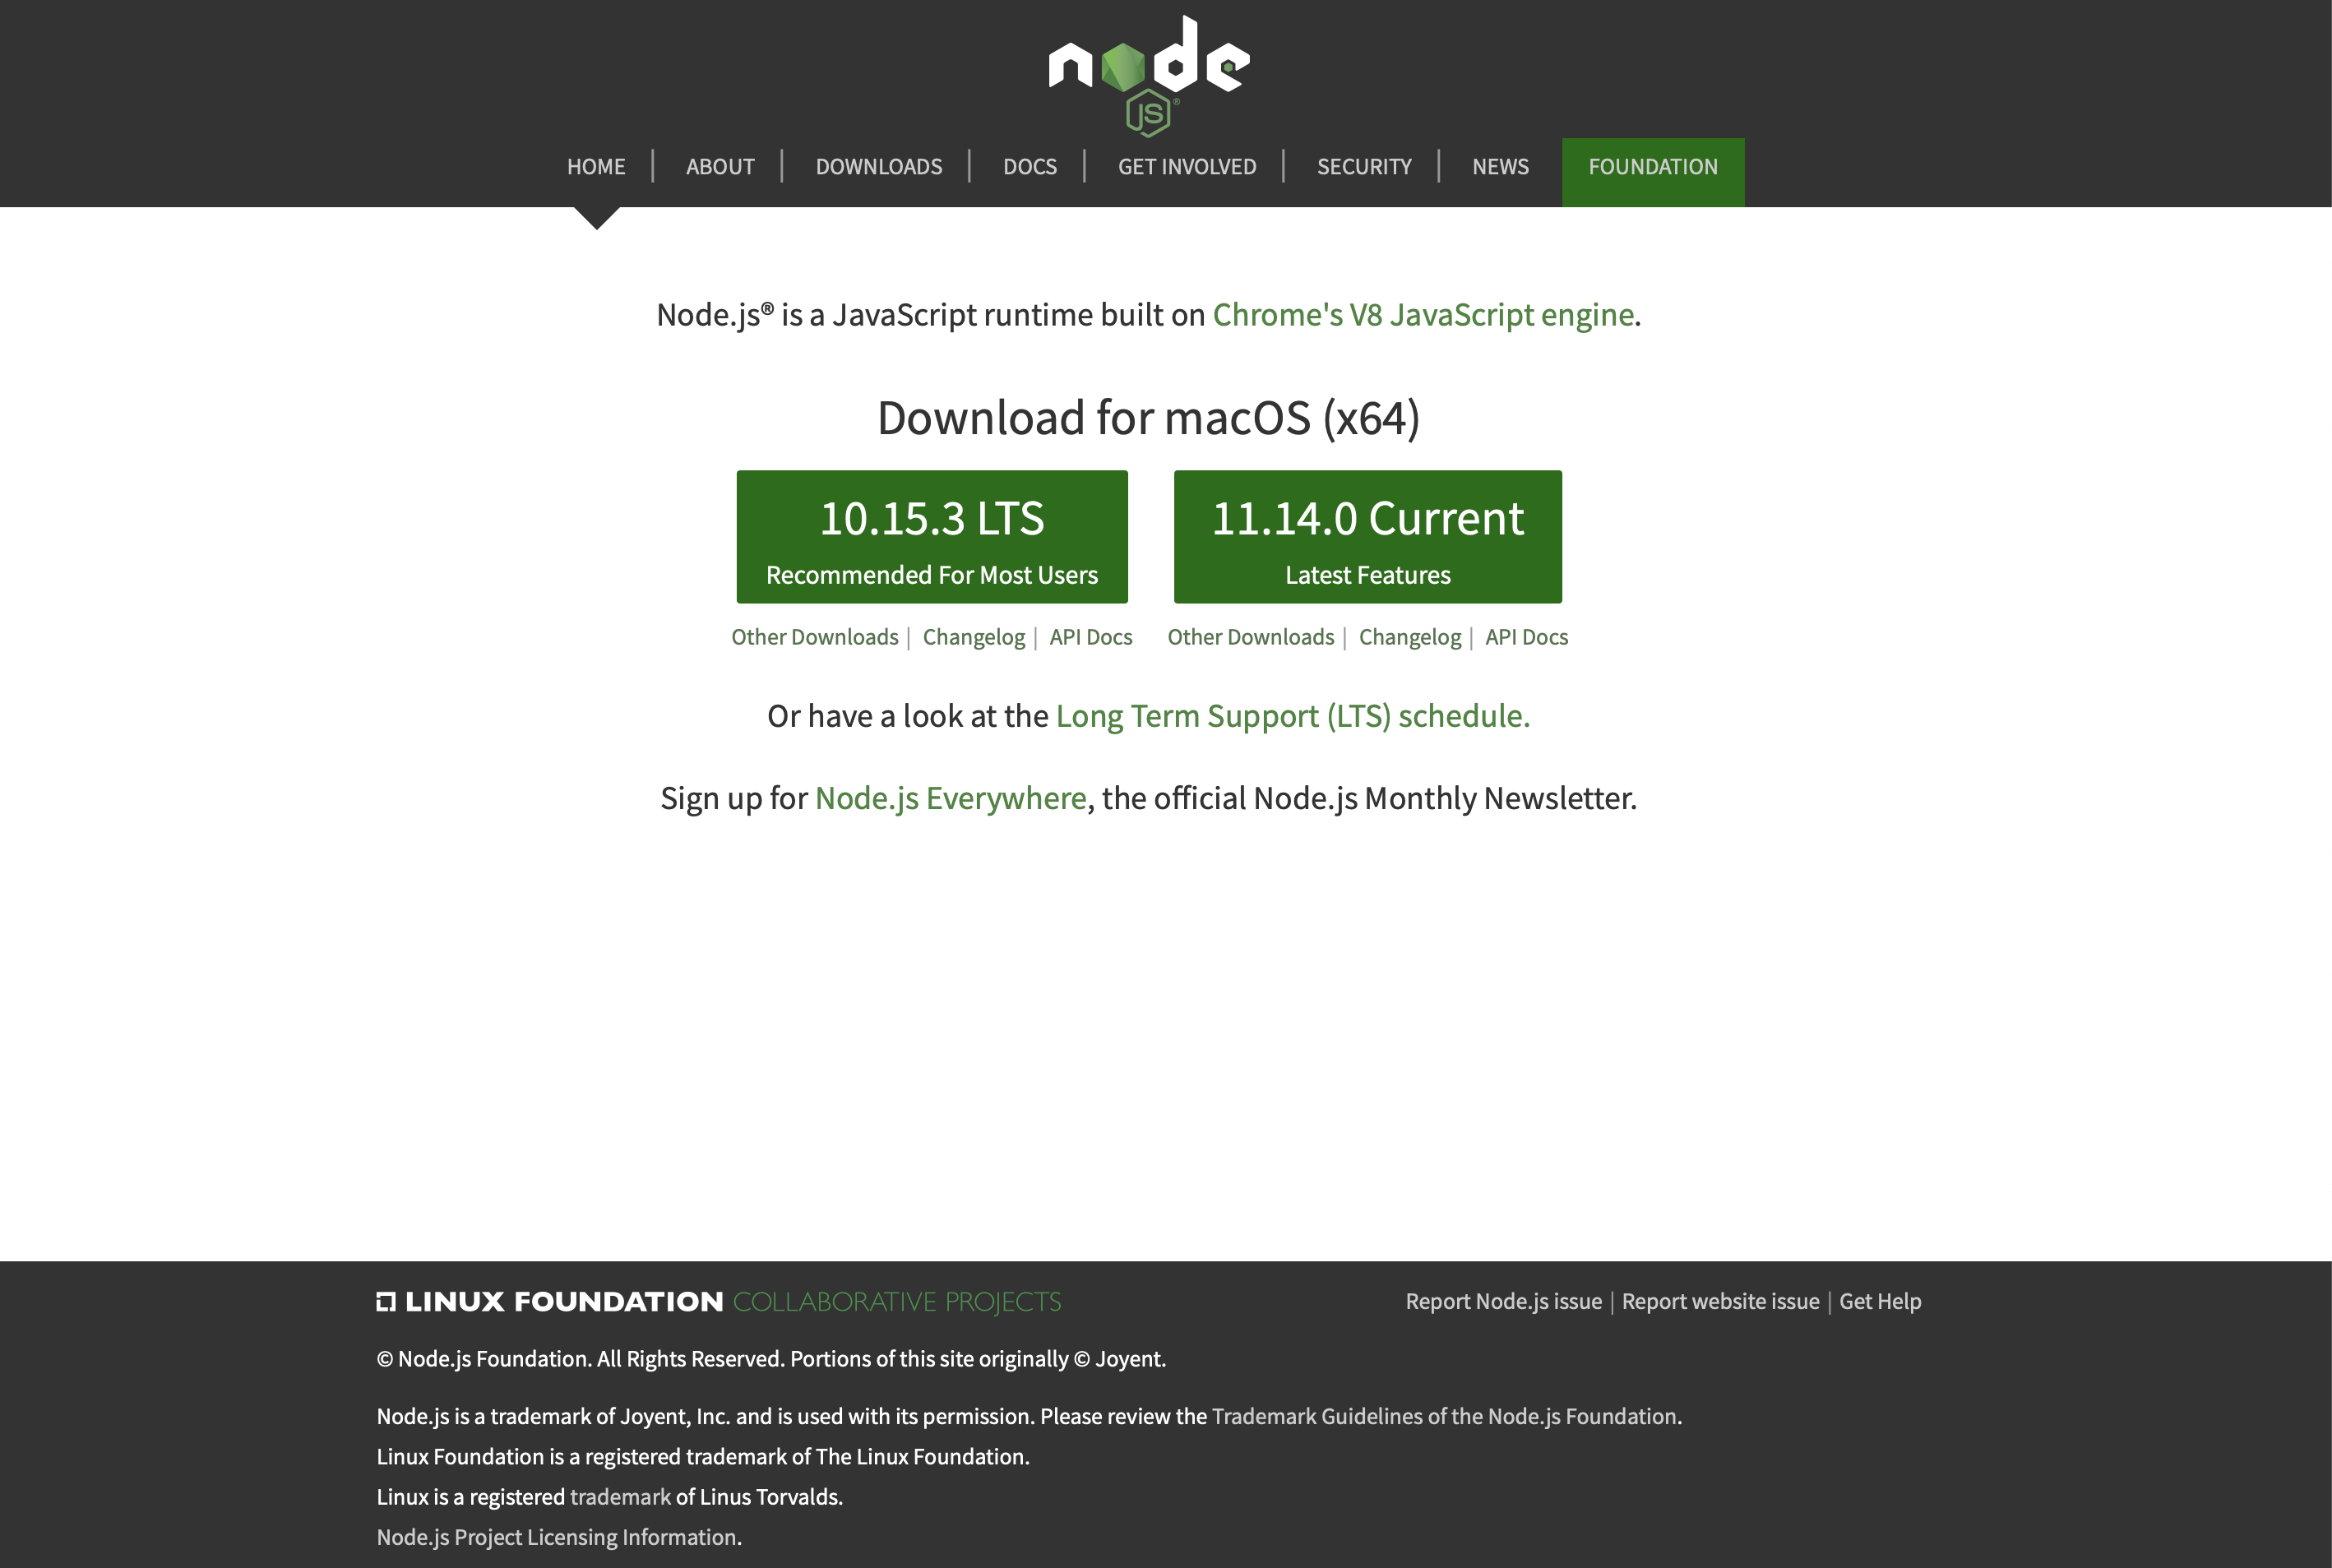 node
JS ®
HOME | ABOUT | DOWNLOADS | DOCS | GET INVOLVED | SECURITY | NEWS FOUNDATION
Node.js® is a JavaScript runtime built on Chrome's V8 JavaScript engine.
Download for macOS (x64)
10.15.3 LTS
Recommended For Most Users
11.14.0 Current
Latest Features
Other Downloads | Changelog | API Docs
Other Downloads | Changelog | API Docs
Or have a look at the Long Term Support (LTS) schedule.
Sign up for Node.js Everywhere, the official Node.js Monthly Newsletter.
LINUX FOUNDATION COLLABORATIVE PROJECTS
Report Node.js issue | Report website issue | Get Help
© Node.js Foundation. All Rights Reserved. Portions of this site originally © Joyent.
Node.js is a trademark of Joyent, Inc. and is used with its permission. Please review the Trademark Guidelines of the Node.js Foundation.
Linux Foundation is a registered trademark of The Linux Foundation.
Linux is a registered trademark of Linus Torvalds.
Node.js Project Licensing Information.